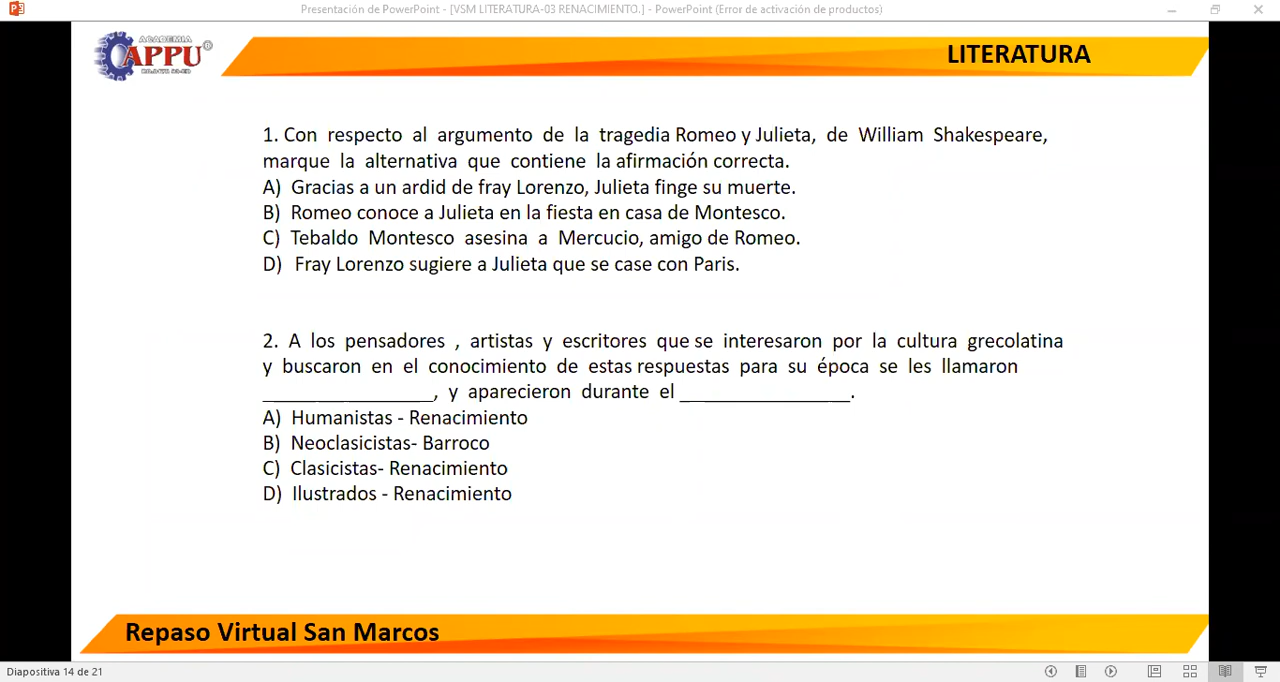 Presentación de PowerPoint - [VSM LITERATURA-03 RENACIMIENTO.] - PowerPoint (Error de activación de productos)
ACADEMIA
APPU
LITERATURA
1. Con respecto al argumento de la tragedia Romeo y Julieta, de William Shakespeare,
marque la alternativa que contiene la afirmación correcta.
A) Gracias a un ardid de fray Lorenzo, Julieta finge su muerte.
B) Romeo conoce a Julieta en la fiesta en casa de Montesco.
C) Tebaldo Montesco asesina a Mercucio, amigo de Romeo.
D) Fray Lorenzo sugiere a Julieta que se case con Paris.
2. A los pensadores , artistas y escritores que se interesaron por la cultura grecolatina
y buscaron en el conocimiento de estas respuestas para su época se les llamaron
________________, y aparecieron durante el ________________.
A) Humanistas - Renacimiento
B) Neoclasicistas- Barroco
C) Clasicistas- Renacimiento
D) Ilustrados - Renacimiento
Repaso Virtual San Marcos
Diapositiva 14 de 21